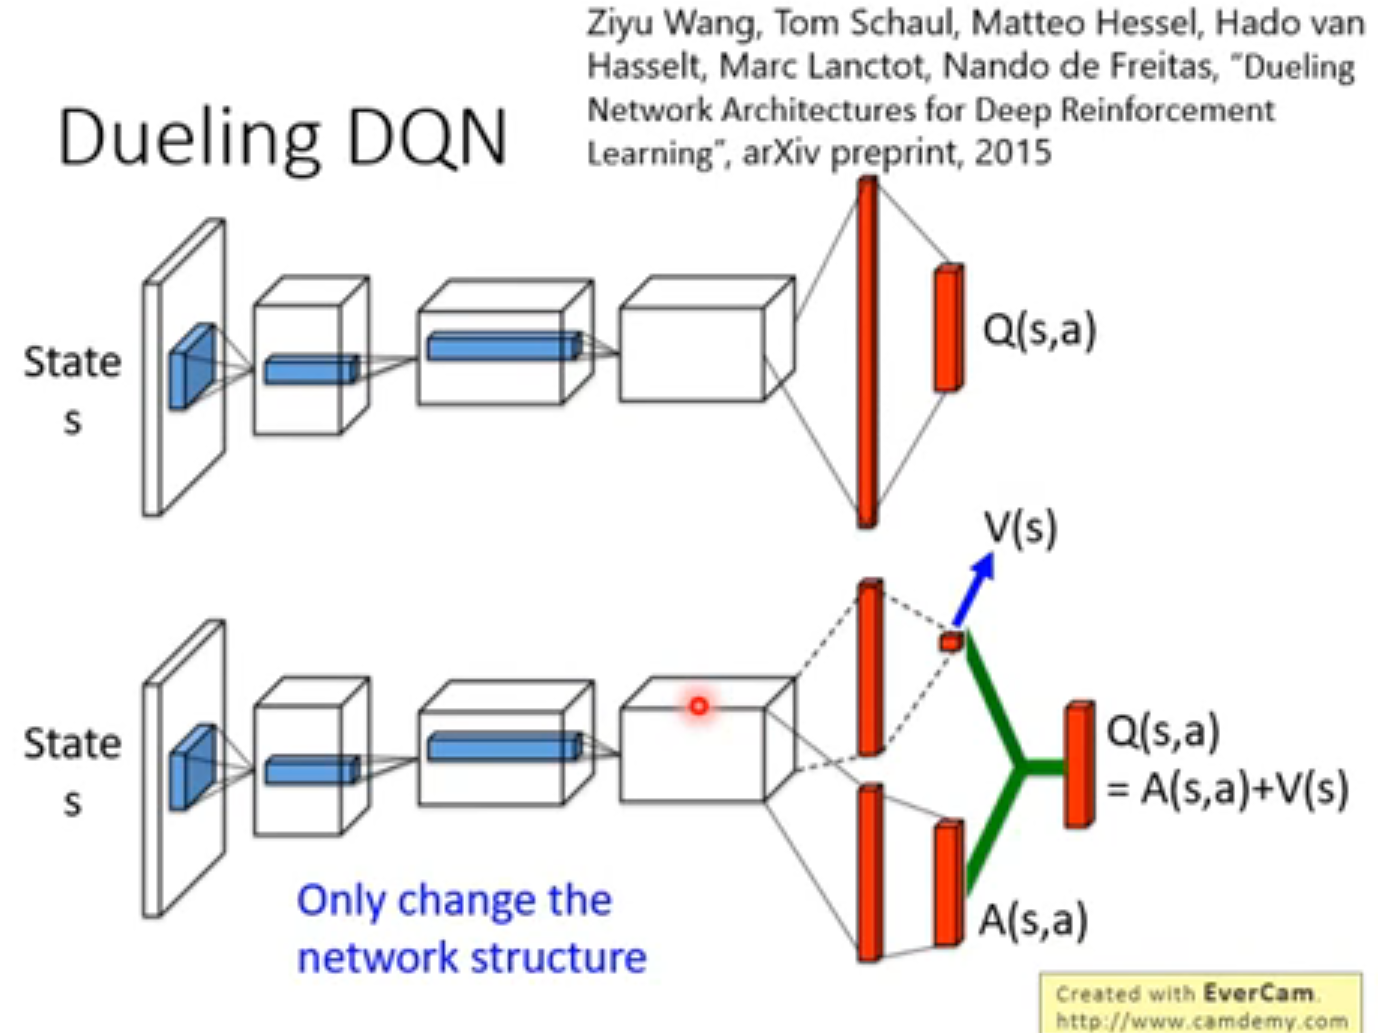 Ziyu Wang, Tom Schaul, Matteo Hessel, Hado van
Hasselt, Marc Lanctot, Nando de Freitas, “Dueling
Network Architectures for Deep Reinforcement
Learning”, arXiv preprint, 2015
Dueling DQN
State
s
Q(s,a)
V(s)
State
s
Q(s,a)
= A(s,a)+V(s)
A(s,a)
Only change the
network structure
Created with EverCam.
http://www.camdemy.com